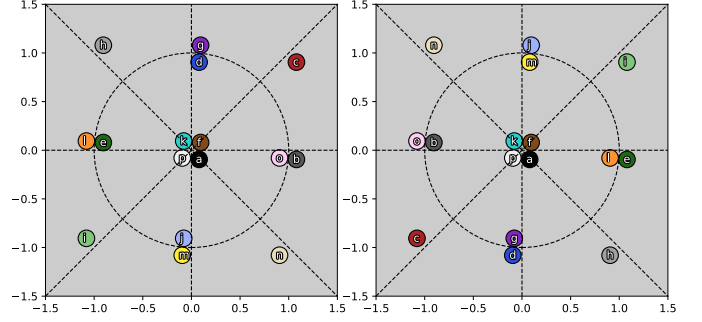 1.5 1.5
h g j n
1.0 d c 1.0 m i
0.5 0.5
l e k f k f
0.0 p a o b 0.0 o b p a l e
−0.5 −0.5
i j c g
−1.0 m n −1.0 d h
−1.5 −1.5
−1.5 −1.0 −0.5 0.0 0.5 1.0 1.5 −1.5 −1.0 −0.5 0.0 0.5 1.0 1.5